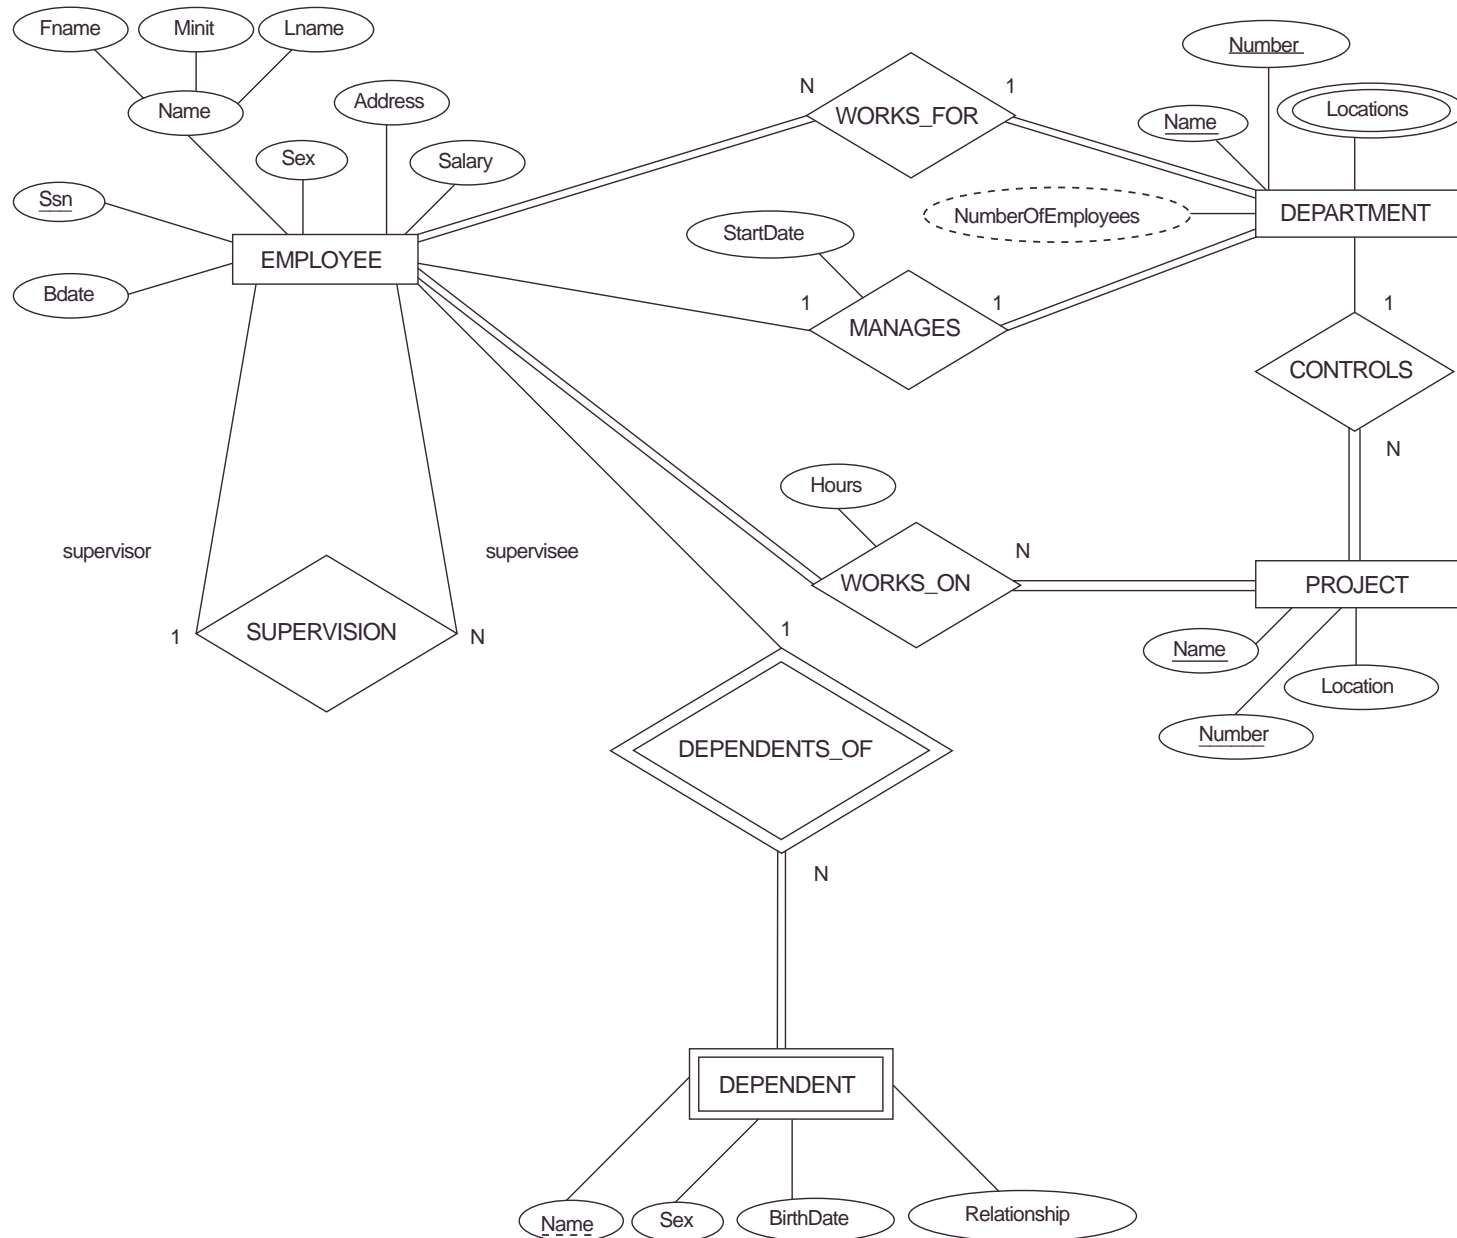 Fname
Minit
Lname
Number
Name
Address
N
1
WORKS_FOR
Name
Locations
Sex
Salary
Ssn
NumberOfEmployees
DEPARTMENT
StartDate
EMPLOYEE
Bdate
1
1
1
MANAGES
CONTROLS
N
Hours
supervisor
supervisee
N
WORKS_ON
PROJECT
1
SUPERVISION
N
1
Name
Location
Number
DEPENDENTS_OF
N
DEPENDENT
Name
Sex
BirthDate
Relationship